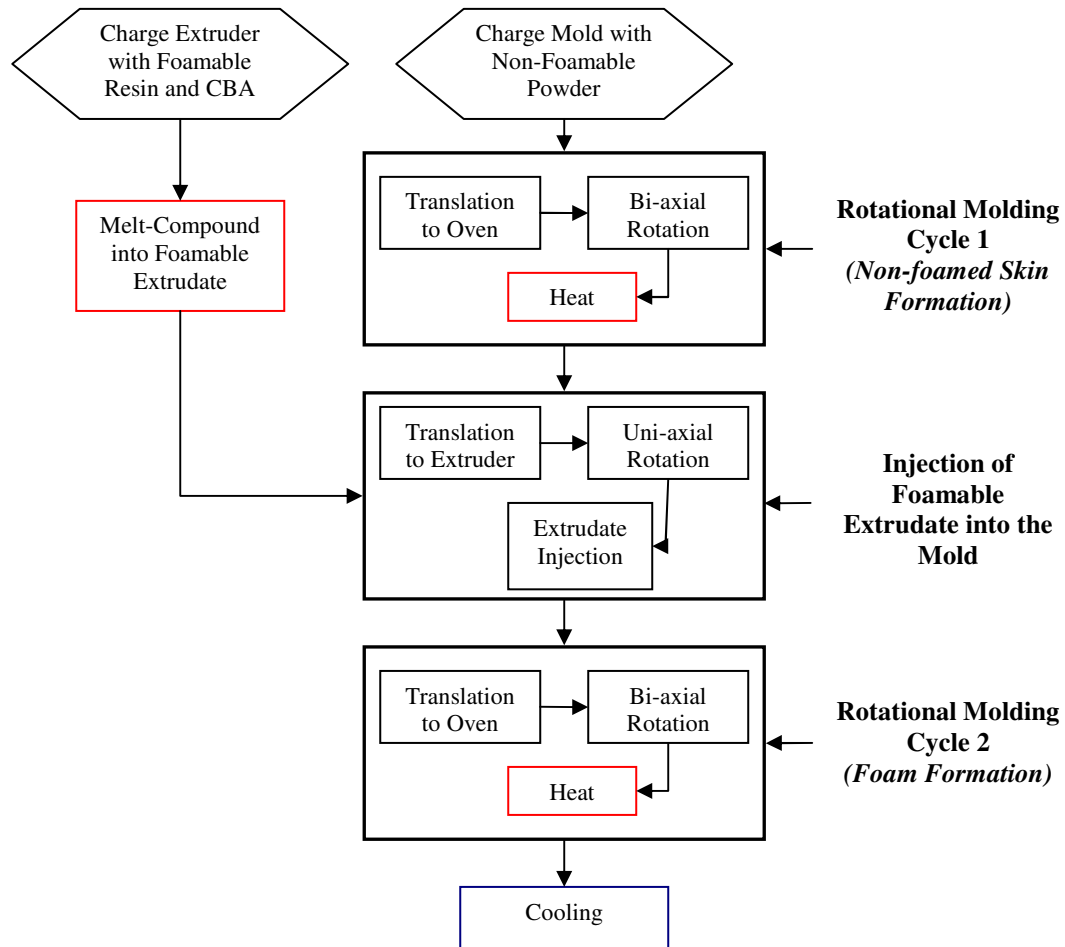 Charge Extruder
with Foamable
Resin and CBA
Charge Mold with
Non-Foamable
Powder
Melt-Compound
into Foamable
Extrudate
Translation
to Oven
Bi-axial
Rotation
Heat
Rotational Molding
Cycle 1
(Non-foamed Skin
Formation)
Translation
to Extruder
Uni-axial
Rotation
Extrudate
Injection
Injection of
Foamable
Extrudate into the
Mold
Translation
to Oven
Bi-axial
Rotation
Heat
Rotational Molding
Cycle 2
(Foam Formation)
Cooling